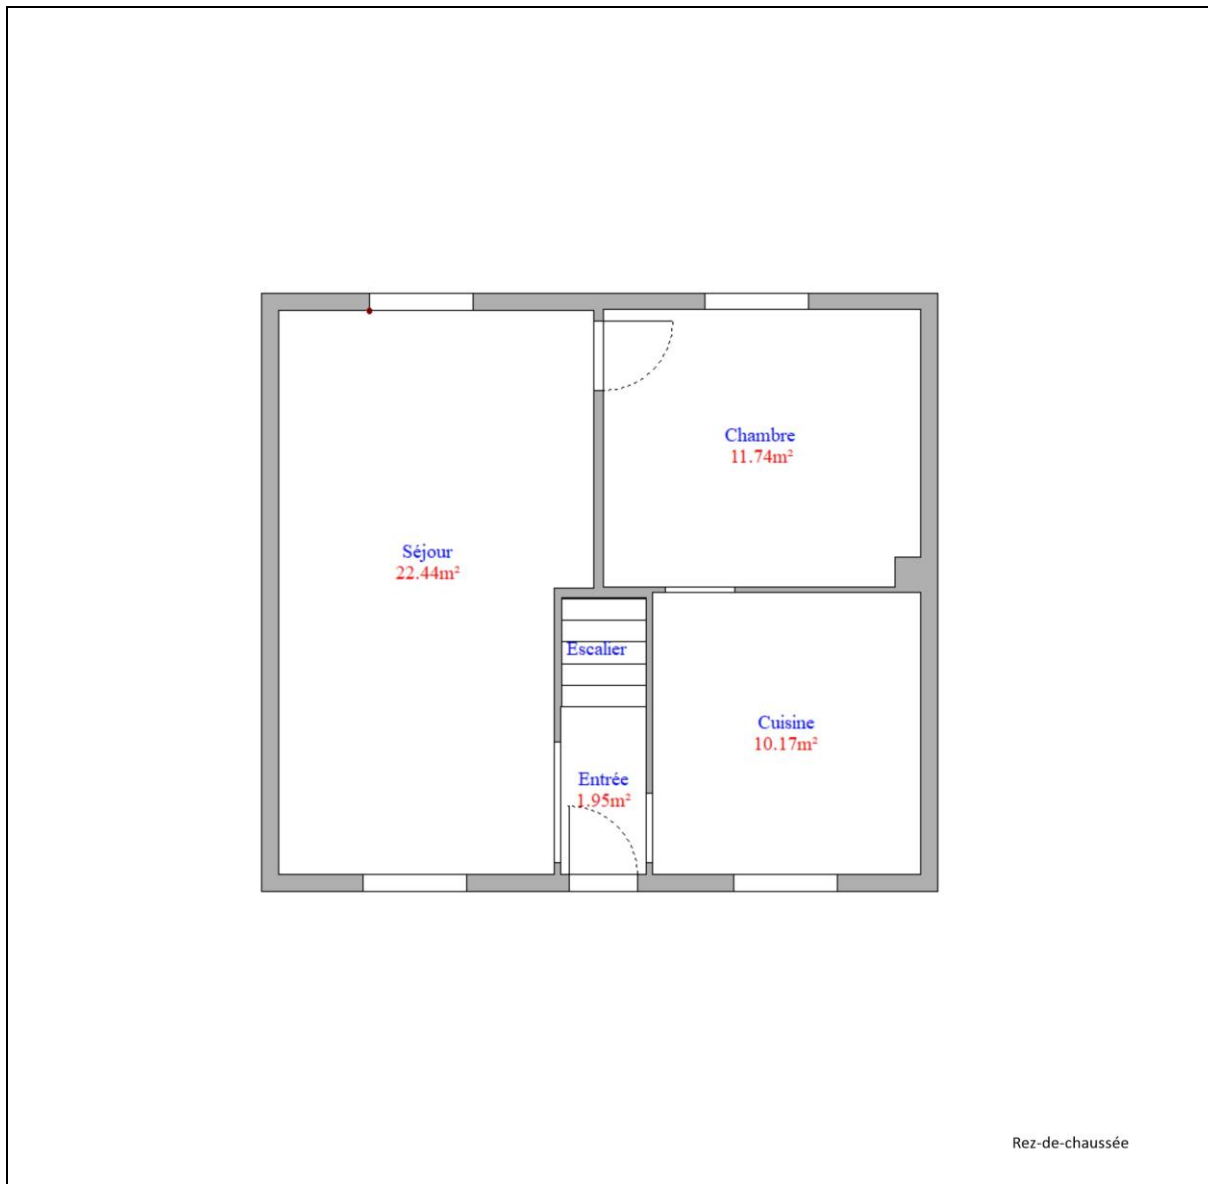 Chambre
11.74m²
Séjour
22.44m²
Escalier
Cuisine
10.17m²
Entrée
1.95m²
Rez-de-chaussée